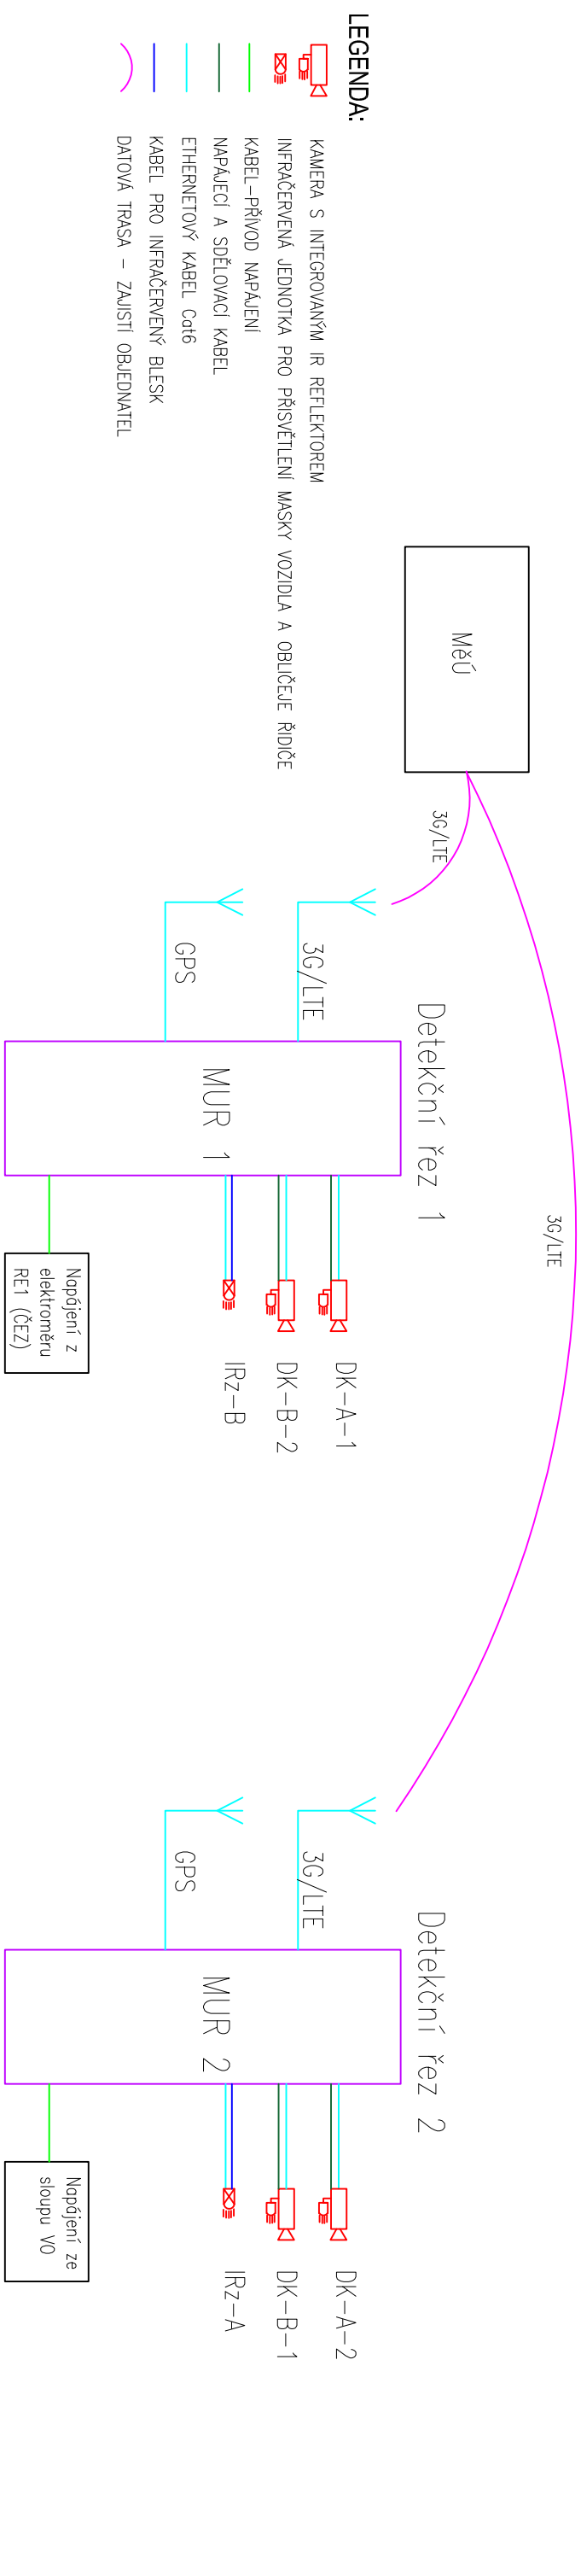 LEGENDA:
KAMERA S INTEGROVANÝM IR REFLEKTOREM
INFRAČERVENÁ JEDNOTKA PRO PŘISVĚTLENÍ MASKY VOZIDLA A OBLIČEJE ŘIDIČE
KABEL-PŘÍVOD NAPÁJENÍ
NAPÁJECÍ A SDĚLOVACÍ KABEL
ETHERNETOVÝ KABEL Cat6
KABEL PRO INFRAČERVENÝ BLESK
DATOVÁ TRASA - ZAJISTÍ OBJEDNATEL
MěÚ
3G/LTE
3G/LTE
Detekční řez 1
3G/LTE
GPS
MUR 1
DK-A-1
DK-B-2
IRz-B
Napájení z
elektroměru
RE1 (ČEZ)
Detekční řez 2
3G/LTE
GPS
MUR 2
DK-A-2
DK-B-1
IRz-A
Napájení ze
sloupu VO